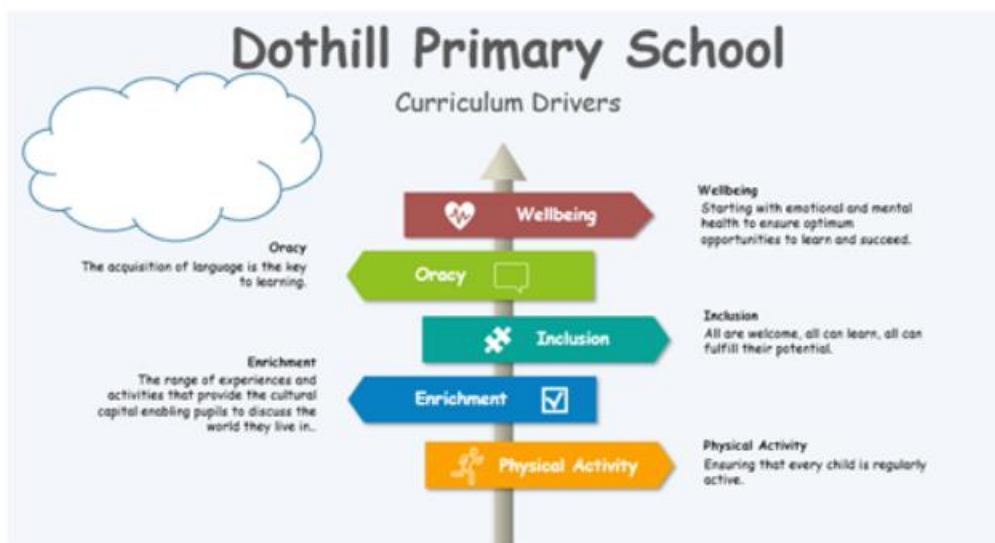 Dothill Primary School
Curriculum Drivers
Wellbeing
Wellbeing
Starting with emotional and mental
health to ensure optimum
opportunities to learn and succeed.
Oracy
The acquisition of language is the key
to learning.
Oracy
Inclusion
Inclusion
All are welcome, all can learn, all can
fulfill their potential.
Enrichment
The range of experiences and
activities that provide the cultural
capital enabling pupils to discuss the
world they live in..
Enrichment
Physical Activity
Physical Activity
Ensuring that every child is regularly
active.